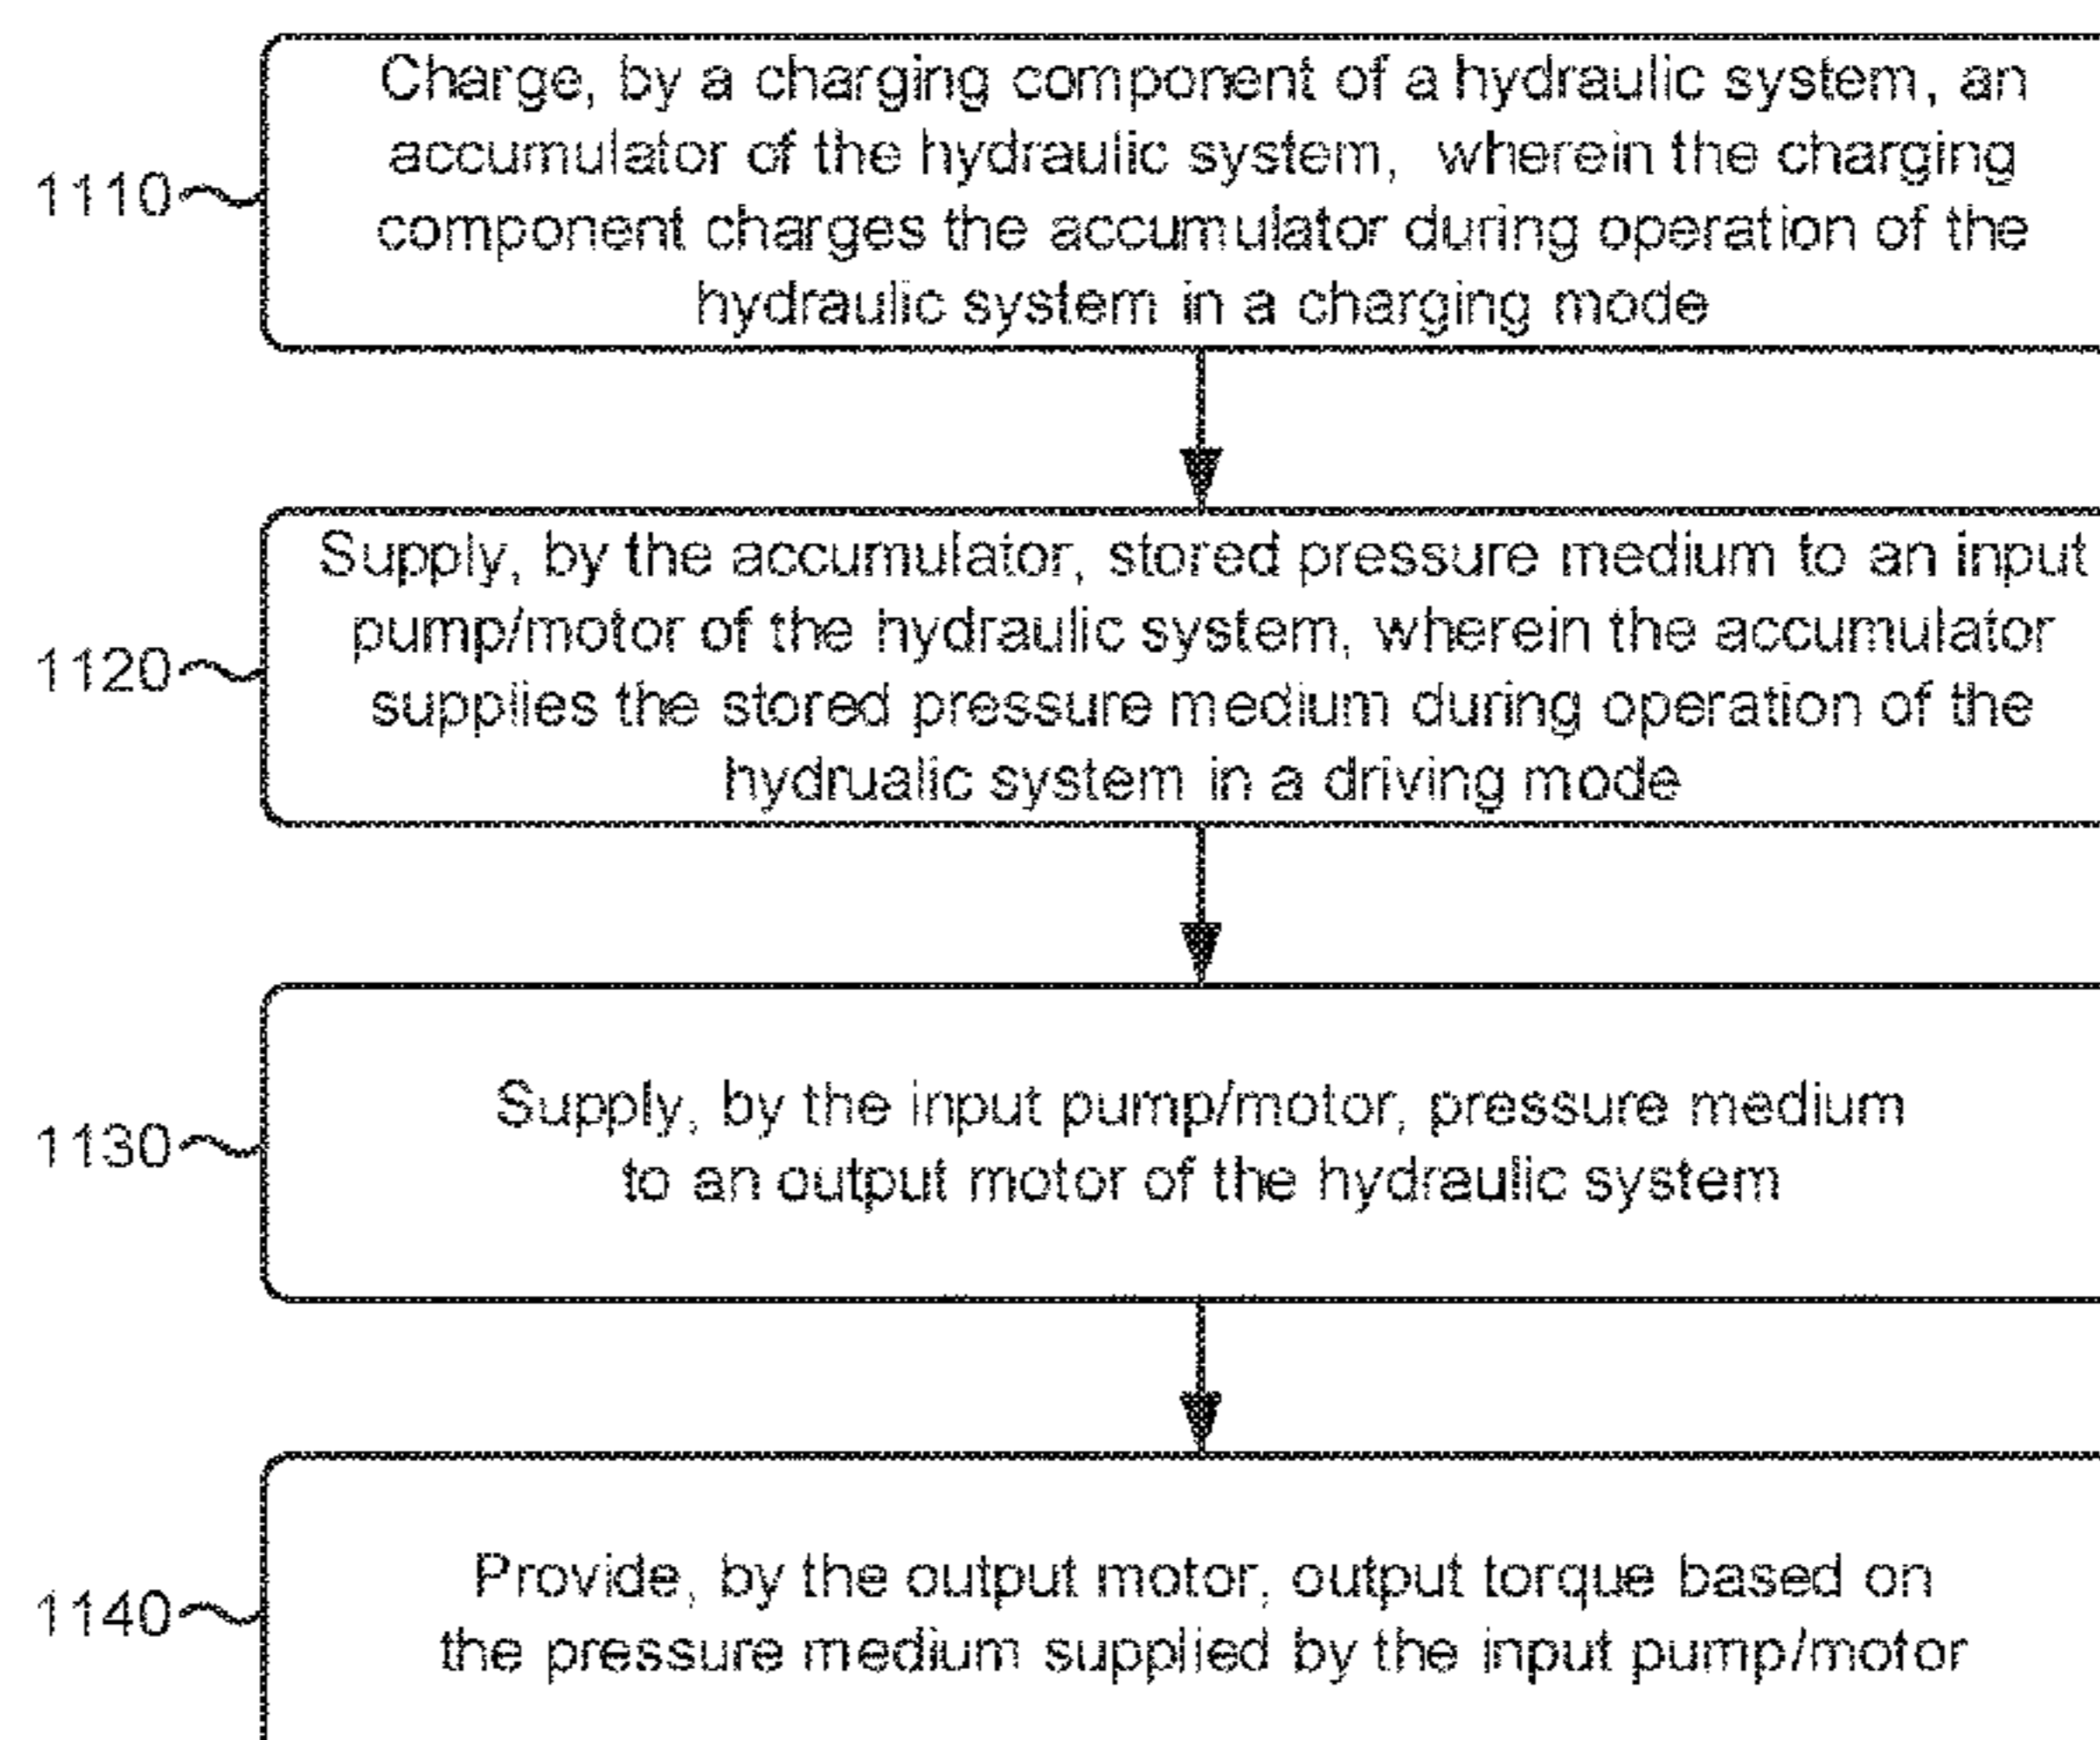 Charge, by a charging component of a hydraulic system, an
accumulator of the hydraulic system, wherein the charging
1110
component charges the accumulator during operation of the
hydraulic system in a charging mode
Supply, by the accumulator, stored pressure medium to an input
pump/motor of the hydraulic system, wherein the accumulator
1120
supplies the stored pressure medium during operation of the
hydrualic system in a driving mode
Supply, by the input pump/motor, pressure medium
1130
to an output motor of the hydraulic system
Provide, by the output motor, output torque based on
1140
the pressure medium supplied by the input pump/motor